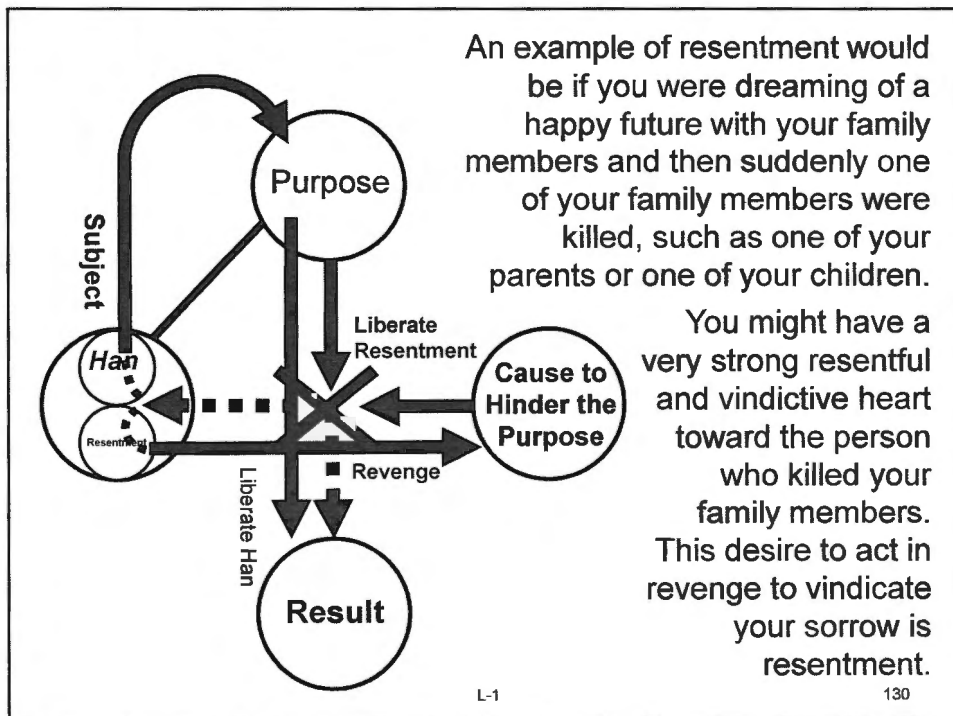 An example of resentment would
be if you were dreaming of a
happy future with your family
members and then suddenly one
of your family members were
killed, such as one of your
parents or one of your children.
You might have a
very strong resentful
and vindictive heart
toward the person
who killed your
family members.
This desire to act in
revenge to vindicate
your sorrow is
resentment.
Purpose
Subject
Han
Resentment
Liberate
Resentment
Cause to
Hinder the
Purpose
Revenge
Liberate Han
Result
L-1
130